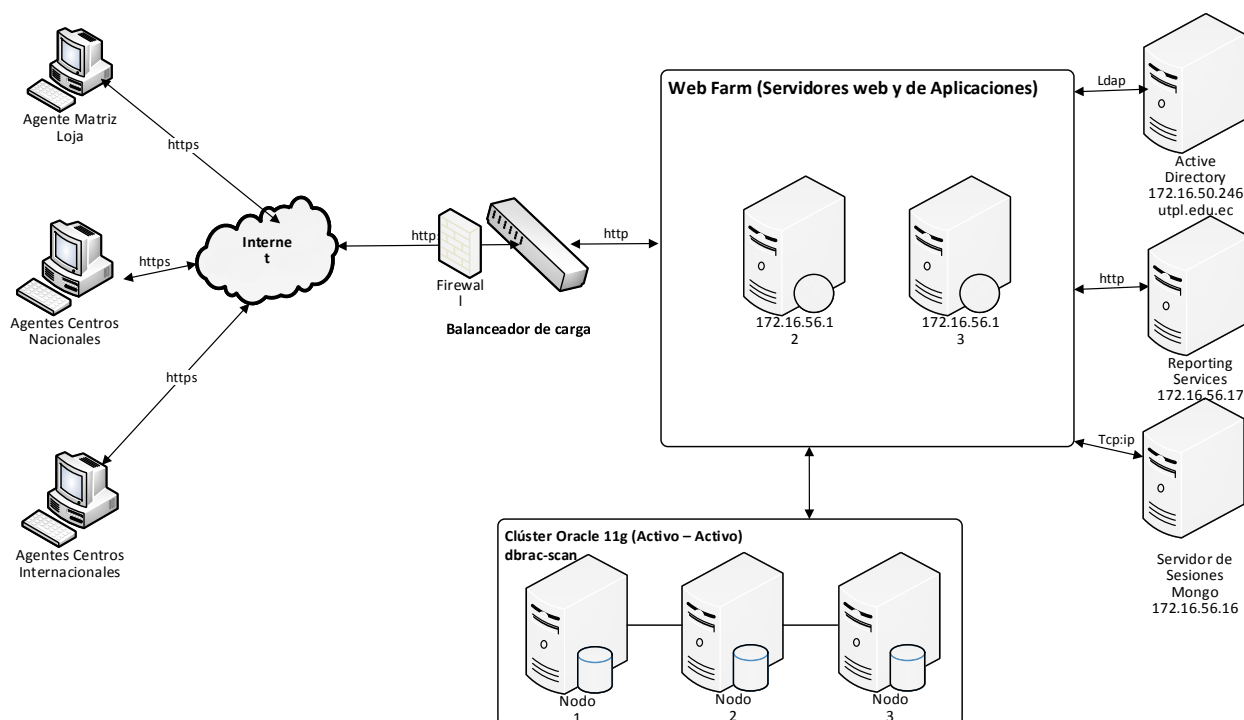 Agente Matriz
Loja
https
Agentes Centros
Nacionales
https
Agentes Centros
Internacionales
https
Interne
t
http
Firewal
l
Balanceador de carga
http
Web Farm (Servidores web y de Aplicaciones)
172.16.56.1
2
172.16.56.1
3
Ldap
Active
Directory
172.16.50.246
utpl.edu.ec
http
Reporting
Services
172.16.56.17
Tcp:ip
Servidor de
Sesiones
Mongo
172.16.56.16
Clúster Oracle 11g (Activo – Activo)
dbrac-scan
Nodo
1
Nodo
2
Nodo
3